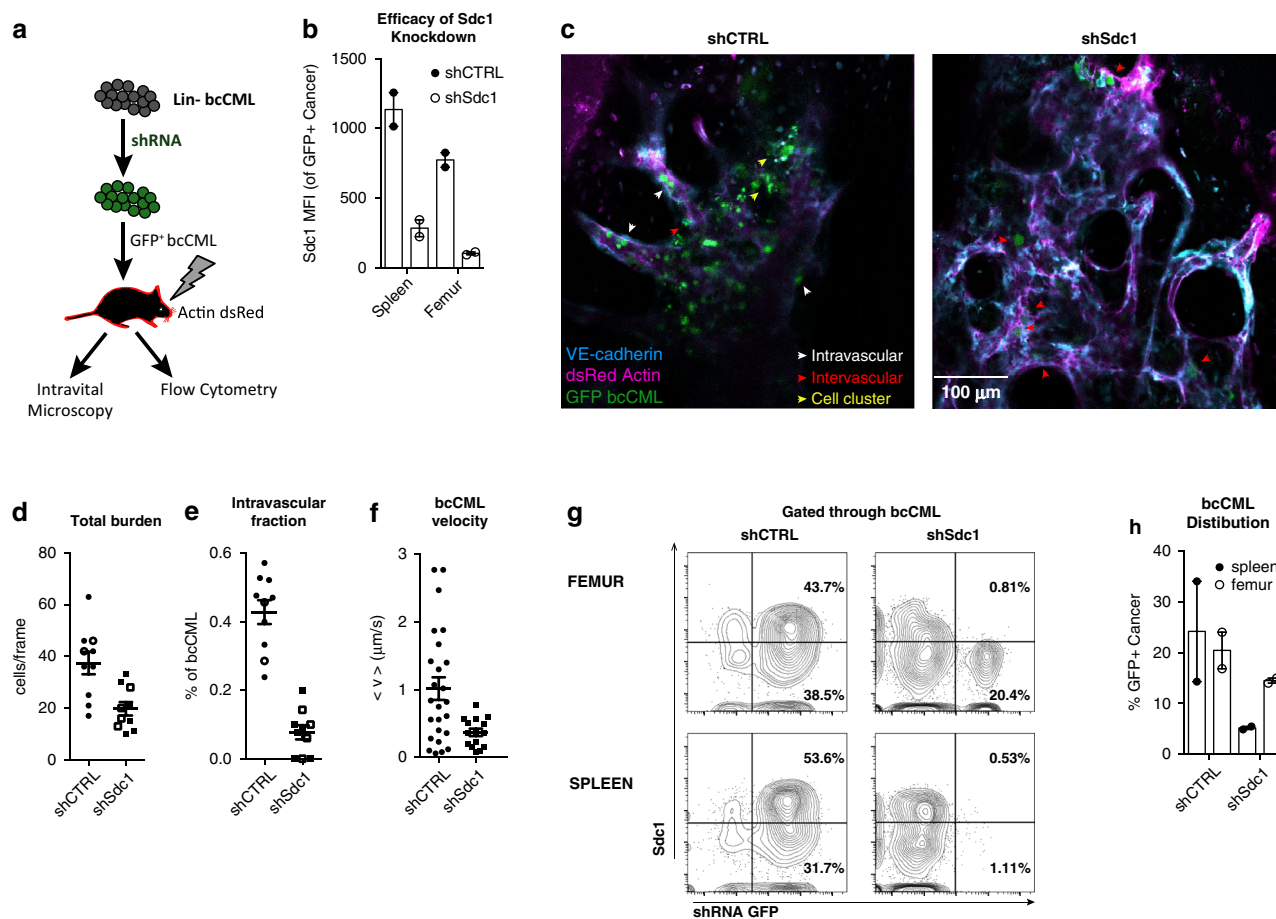 a
Lin- bcCML
shRNA
GFP+ bcCML
Actin dsRed
Intravital
Microscopy
Flow Cytometry
b
Efficacy of Sdc1
Knockdown
Sdc1 MFI (of GFP+ Cancer)
1500
1000
500
0
shCTRL
shSdc1
Spleen
Femur
c
shCTRL
shSdc1
VE-cadherin
dsRed Actin
GFP bcCML
Intravascular
Intervascular
Cell cluster
100 μm
d
Total burden
cells/frame
80
60
40
20
0
shCTRL
shSdc1
e
Intravascular
fraction
% of bcCML
0.6
0.4
0.2
0.0
shCTRL
shSdc1
f
bcCML
velocity
< v > (μm/s)
3
2
1
0
shCTRL
shSdc1
g
Gated through bcCML
shCTRL
shSdc1
FEMUR
43.7%
38.5%
0.81%
20.4%
SPLEEN
53.6%
31.7%
0.53%
1.11%
Sdc1
shRNA GFP
h
bcCML
Distibution
% GFP+ Cancer
40
30
20
10
0
spleen
femur
shCTRL
shSdc1